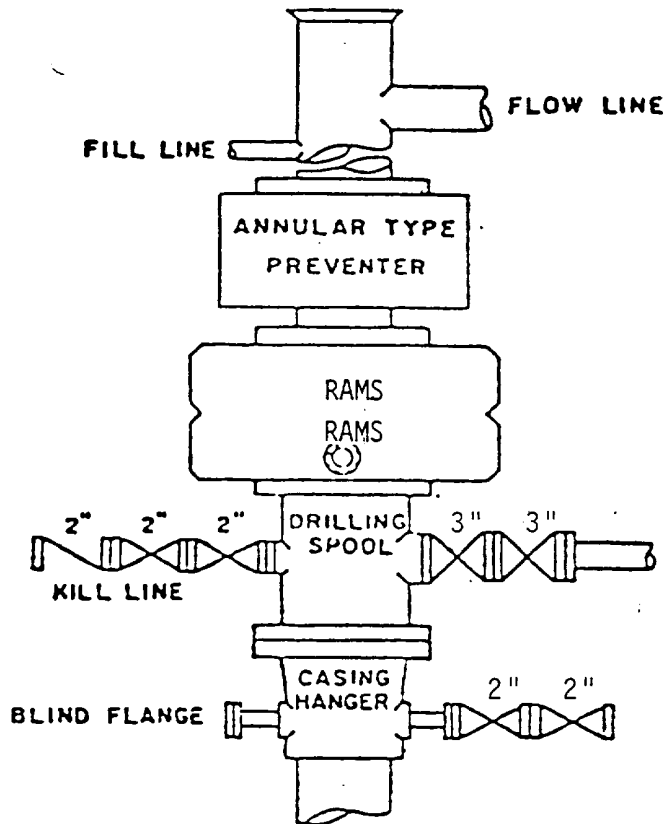 FLOW LINE
FILL LINE
ANNULAR TYPE
PREVENTER
RAMS
RAMS
2" 2" 2"
DRILLING
SPOOL
3" 3"
KILL LINE
CASING
HANGER
2" 2"
BLIND FLANGE